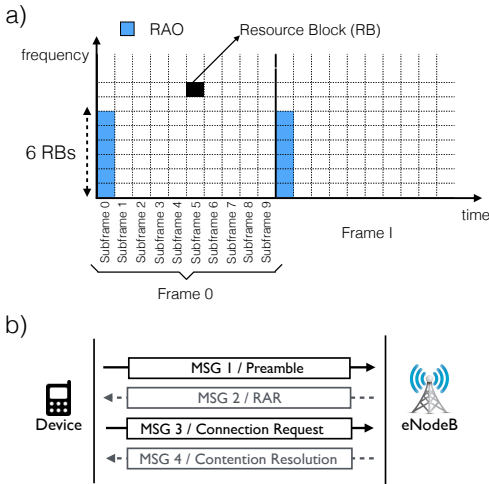 a)
RAO
Resource Block (RB)
frequency
6 RBs
time
Subframe 0
Subframe 1
Subframe 2
Subframe 3
Subframe 4
Subframe 5
Subframe 6
Subframe 7
Subframe 8
Subframe 9
Frame I
Frame 0
b)
MSG 1 / Preamble
MSG 2 / RAR
Device
eNodeB
MSG 3 / Connection Request
MSG 4 / Contention Resolution